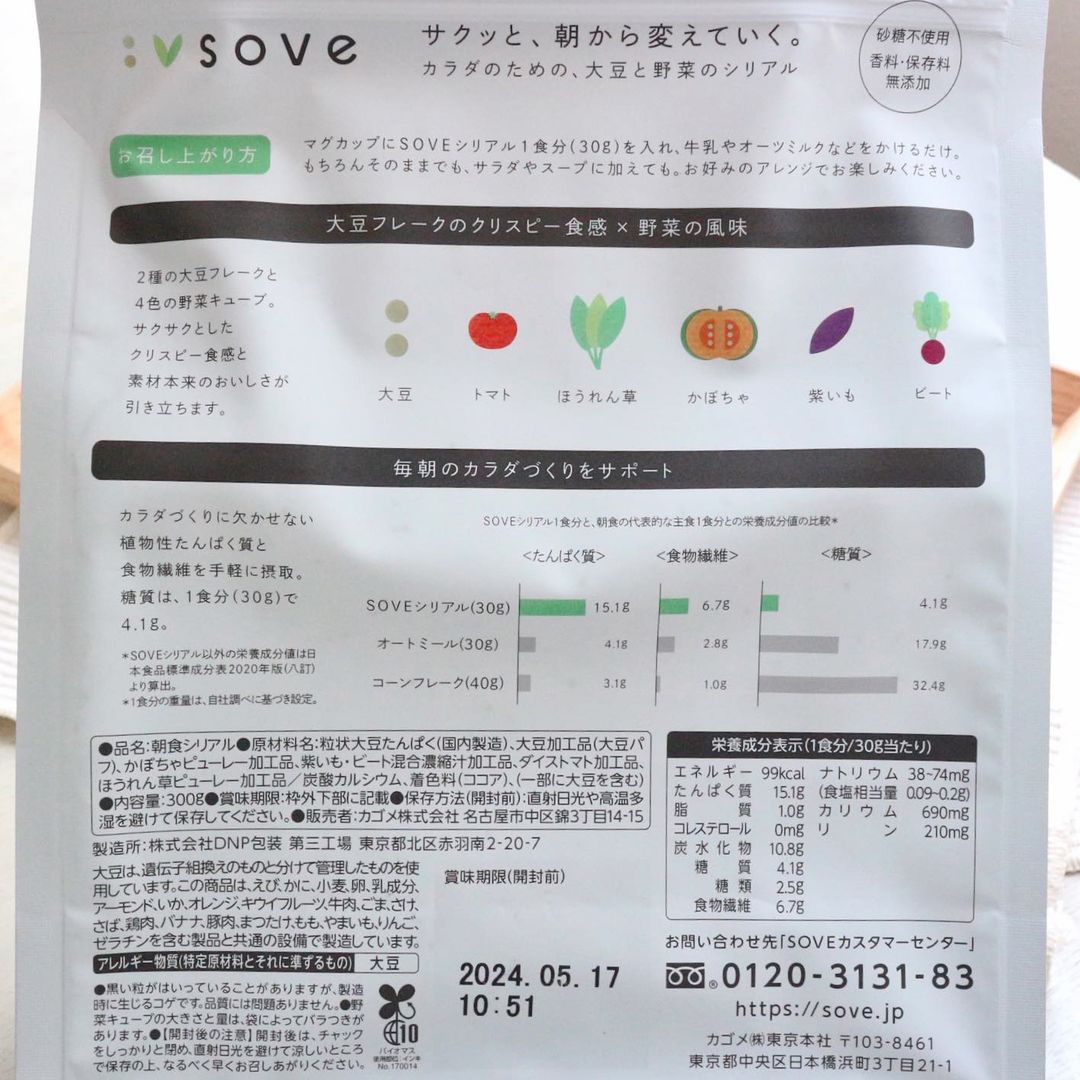 sove
サクッと、朝から変えていく。
カラダのための、大豆と野菜のシリアル
砂糖不使用
香料・保存料
無添加
お召し上がり方
マグカップにSOVEシリアル1食分(30g)を入れ、牛乳やオーツミルクなどをかけるだけ。
もちろんそのままでも、サラダやスープに加えても。お好みのアレンジでお楽しみください。
大豆フレークのクリスピー食感×野菜の風味
2種の大豆フレークと
4色の野菜キューブ。
サクサクとした
クリスピー食感と
素材本来のおいしさが
引き立ちます。
大豆 トマト ほうれん草 かぼちゃ 紫いも ビート
毎朝のカラダづくりをサポート
カラダづくりに欠かせない
植物性たんぱく質と
食物繊維を手軽に摂取。
糖質は、1食分(30g)で
4.1g。
*SOVEシリアル以外の栄養成分値は日
本食品標準成分表2020年版(八訂)
より算出。
*1食分の重量は、自社調べに基づき設定。
SOVEシリアル1食分と、朝食の代表的な主食1食分との栄養成分値の比較*
<たんぱく質> <食物繊維> <糖質>
SOVEシリアル(30g) 15.1g 6.7g 4.1g
オートミール(30g) 4.1g 2.8g 17.9g
コーンフレーク(40g) 3.1g 1.0g 32.4g
●品名:朝食シリアル●原材料名:粒状大豆たんぱく(国内製造)、大豆加工品(大豆パ
フ)、かぼちゃピューレー加工品、紫いも・ビート混合濃縮汁加工品、ダイストマト加工品、
ほうれん草ピューレー加工品/炭酸カルシウム、着色料(ココア)、(一部に大豆を含む)
●内容量:300g●賞味期限:枠外下部に記載●保存方法(開封前):直射日光や高温多
湿を避けて保存してください。●販売者:カゴメ株式会社 名古屋市中区錦3丁目14-15
製造所:株式会社DNP包装 第三工場 東京都北区赤羽南2-20-7
大豆は、遺伝子組換えのものと分けて管理したものを使
用しています。この商品は、えび、かに、小麦、卵、乳成分、
アーモンド、いか、オレンジ、キウイフルーツ、牛肉、ごま、さけ、
さば、鶏肉、バナナ、豚肉、まつたけ、もも、やまいも、りんご、
ゼラチンを含む製品と共通の設備で製造しています。
アレルギー物質(特定原材料とそれに準ずるもの) 大豆
●黒い粒がはいっていることがありますが、製造
時に生じるコゲです。品質には問題ありません。●野
菜キューブの大きさと量は、袋によってバラつきが
あります。●【開封後の注意】開封後は、チャック
をしっかりと閉め、直射日光を避けて涼しいところ
で保存の上、なるべく早くお召しあがりください。
10
バイオマス
使用部位:インキ
No.170014
賞味期限(開封前)
2024.05.17
10:51
栄養成分表示(1食分/30g当たり)
エネルギー 99kcal
たんぱく質 15.1g
脂質 1.0g
コレステロール 0mg
炭水化物 10.8g
糖質 4.1g
糖類 2.5g
食物繊維 6.7g
ナトリウム 38~74mg
(食塩相当量 0.09~0.2g)
カリウム 690mg
リン 210mg
お問い合わせ先「SOVEカスタマーセンター」
0120-3131-83
https://sove.jp
カゴメ㈱東京本社 〒103-8461
東京都中央区日本橋浜町3丁目21-1